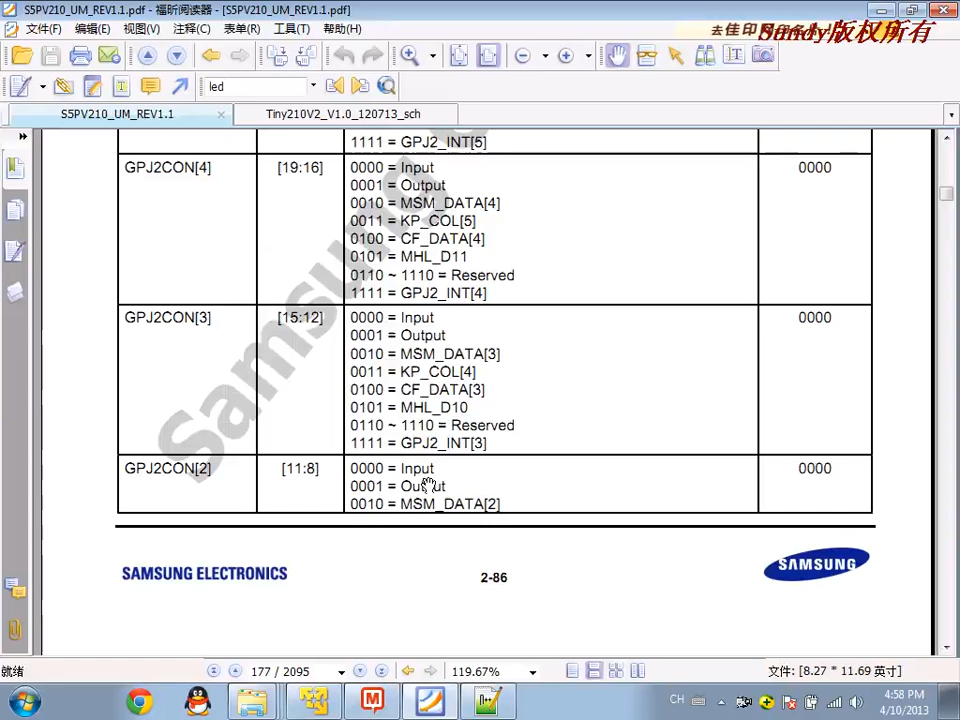 S5PV210_UM_REV1.1.pdf - 福昕阅读器 - [S5PV210_UM_REV1.1.pdf]
文件(F) 编辑(E) 视图(V) 注释(C) 表单(R) 工具(T) 帮助(H)
版权所有
led
S5PV210_UM_REV1.1 Tiny210V2_V1.0_120713_sch
1111 = GPJ2_INT[5]
GPJ2CON[4] [19:16] 0000 = Input 0000
0001 = Output
0010 = MSM_DATA[4]
0011 = KP_COL[5]
0100 = CF_DATA[4]
0101 = MHL_D11
0110 ~ 1110 = Reserved
1111 = GPJ2_INT[4]
GPJ2CON[3] [15:12] 0000 = Input 0000
0001 = Output
0010 = MSM_DATA[3]
0011 = KP_COL[4]
0100 = CF_DATA[3]
0101 = MHL_D10
0110 ~ 1110 = Reserved
1111 = GPJ2_INT[3]
GPJ2CON[2] [11:8] 0000 = Input 0000
0001 = Output
0010 = MSM_DATA[2]
Samsung
SAMSUNG ELECTRONICS 2-86 SAMSUNG
就绪 177 / 2095 119.67% 文件: [8.27 * 11.69 英寸]
CH 4:58 PM
4/10/2013